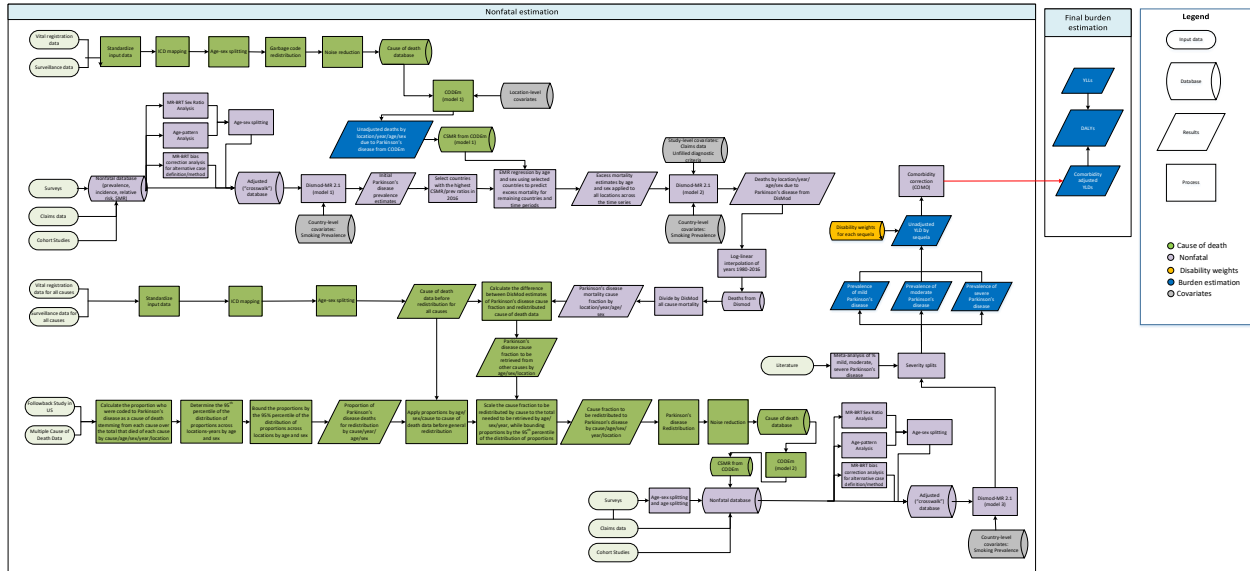 Nonfatal estimation
Vital registration
data
Surveillance data
Standardize
input data
ICD mapping
Age-sex splitting
Garbage code
redistribution
Noise reduction
Cause of death
database
CODEm
(model 1)
Location-level
covariates
Unadjusted deaths by
location/year/age/sex
due to Parkinson's
disease from CODEm
CSMR from CODEm
(model 1)
MR-BRT Sex Ratio
Analysis
Age-pattern
Analysis
MR-BRT bias
correction analysis for
alternative case
definition/method
Age-sex splitting
Surveys
Claims data
Cohort Studies
Nonfatal database
(prevalence,
incidence, relative
risk, SMR)
Adjusted
("crosswalk")
database
Dismod-MR 2.1
(model 1)
Country-level
covariates:
Smoking Prevalence
Initial
Parkinson's
disease
prevalence
estimates
Select countries
with the highest
CSMR/prev ratios in
2016
EMR regression by age
and sex using selected
countries to predict
excess mortality for
remaining countries and
time periods
Excess mortality
estimates by age and
sex applied to all
locations across the
time series
Study-level covariates:
Claims data
Unfilled diagnostic
criteria
Dismod-MR 2.1
(model 2)
Country-level
covariates:
Smoking Prevalence
Deaths by location/year/
age/sex due to
Parkinson's disease from
DisMod
Log-linear
interpolation of
years 1980-2016
Deaths from
Dismod
Divide by DisMod
all cause mortality
Parkinson's disease
mortality cause
fraction by
location/year/age/
sex
Calculate the difference
between DisMod estimates
of Parkinson's disease cause
fraction and redistributed
cause of death data
Cause of death
data before
redistribution for
all causes
Vital registration
data for all causes
Surveillance data for
all causes
Standardize
input data
ICD mapping
Age-sex splitting
Parkinson's
disease cause
fraction to be
retrieved from
other causes by
age/sex/location
Followback Study in
US
Multiple Cause of
Death Data
Calculate the proportion who
were coded to Parkinson's
disease as a cause of death
stemming from each cause over
the total that died of each
cause by
cause/age/sex/year/location
Determine the 95th
percentile of the
distribution of
proportions across
locations-years by age
and sex
Bound the proportions by
the 95% percentile of the
distribution of
proportions across
locations by age and sex
Proportion of
Parkinson's
disease deaths for
redistribution by
cause/year/
age/sex
Apply proportions by age/
sex/cause to cause of
death data before general
redistribution
Scale the cause fraction to be
redistributed by cause to the total
needed to be retrieved by age/
sex/year, while bounding
proportions by the 95th percentile
of the distribution of proportions
Cause fraction to
be redistributed to
Parkinson's disease
by cause/age/sex/
year/location
Parkinson's
disease
Redistribution
Noise reduction
Cause of death
database
CODEm
(model 2)
CSMR from
CODEm
Surveys
Claims data
Cohort Studies
Age-sex splitting
and age-splitting
Nonfatal database
MR-BRT Sex Ratio
Analysis
Age-pattern
Analysis
MR-BRT bias
correction analysis
for alternative case
definition/method
Age-sex splitting
Adjusted
("crosswalk")
database
Dismod-MR 2.1
(model 3)
Country-level
covariates:
Smoking Prevalence
Literature
Meta-analysis of %
mild, moderate,
severe Parkinson's
disease
Severity splits
Prevalence
of mild
Parkinson's
disease
Prevalence of
moderate
Parkinson's
disease
Prevalence of
severe
Parkinson's
disease
Disability weights
for each sequela
Unadjusted
YLD by
sequela
Comorbidity
correction
(COMO)
Final burden
estimation
YLLs
DALYs
Comorbidity
adjusted
YLDs
Legend
Input data
Database
Results
Process
Cause of death
Nonfatal
Disability weights
Burden estimation
Covariates